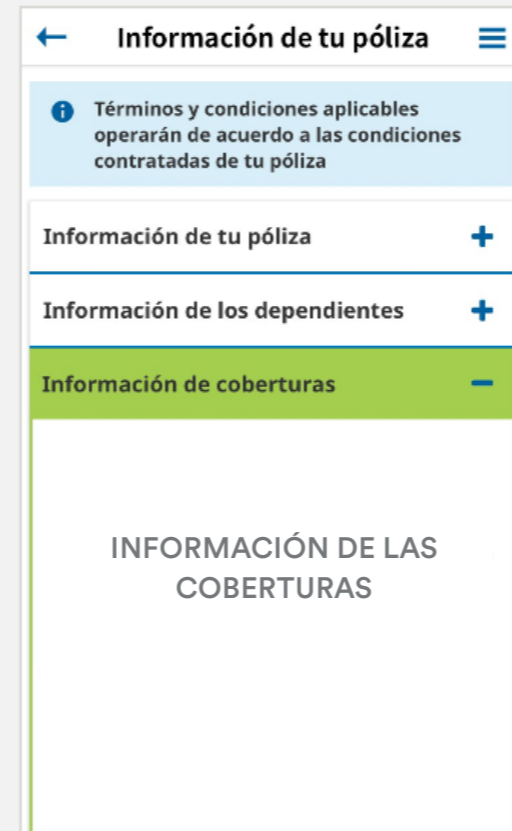 Información de tu póliza
Términos y condiciones aplicables
operarán de acuerdo a las condiciones
contratadas de tu póliza
Información de tu póliza
Información de los dependientes
Información de coberturas
INFORMACIÓN DE LAS
COBERTURAS